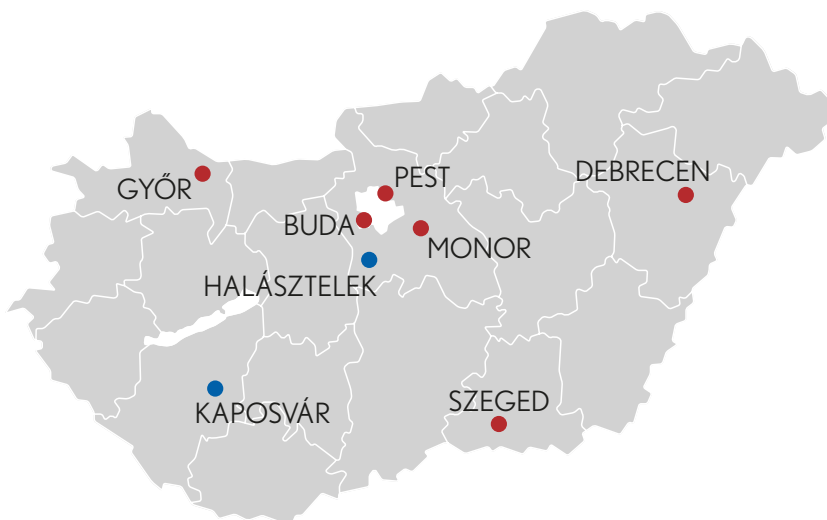 DEBRECEN
PEST
GYŐR
BUDA
MONOR
HALÁSZTELEK
SZEGED
KAPOSVÁR